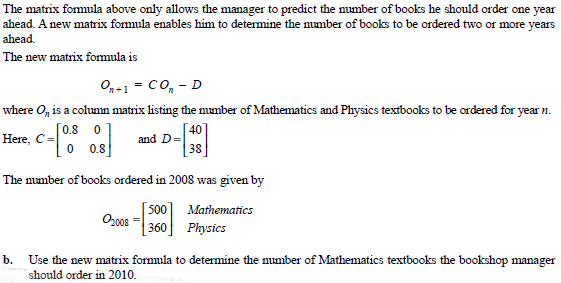 The matrix formula above only allows the manager to predict the number of books he should order one year
ahead. A new matrix formula enables him to determine the number of books to be ordered two or more years
ahead.
The new matrix formula is
Oₙ₊₁ = C Oₙ − D
where Oₙ is a column matrix listing the number of Mathematics and Physics textbooks to be ordered for year n.
Here, C = [0.8 0
0 0.8] and D = [40
38]
The number of books ordered in 2008 was given by
O₂₀₀₈ = [500
360] Mathematics
Physics
b. Use the new matrix formula to determine the number of Mathematics textbooks the bookshop manager
should order in 2010.